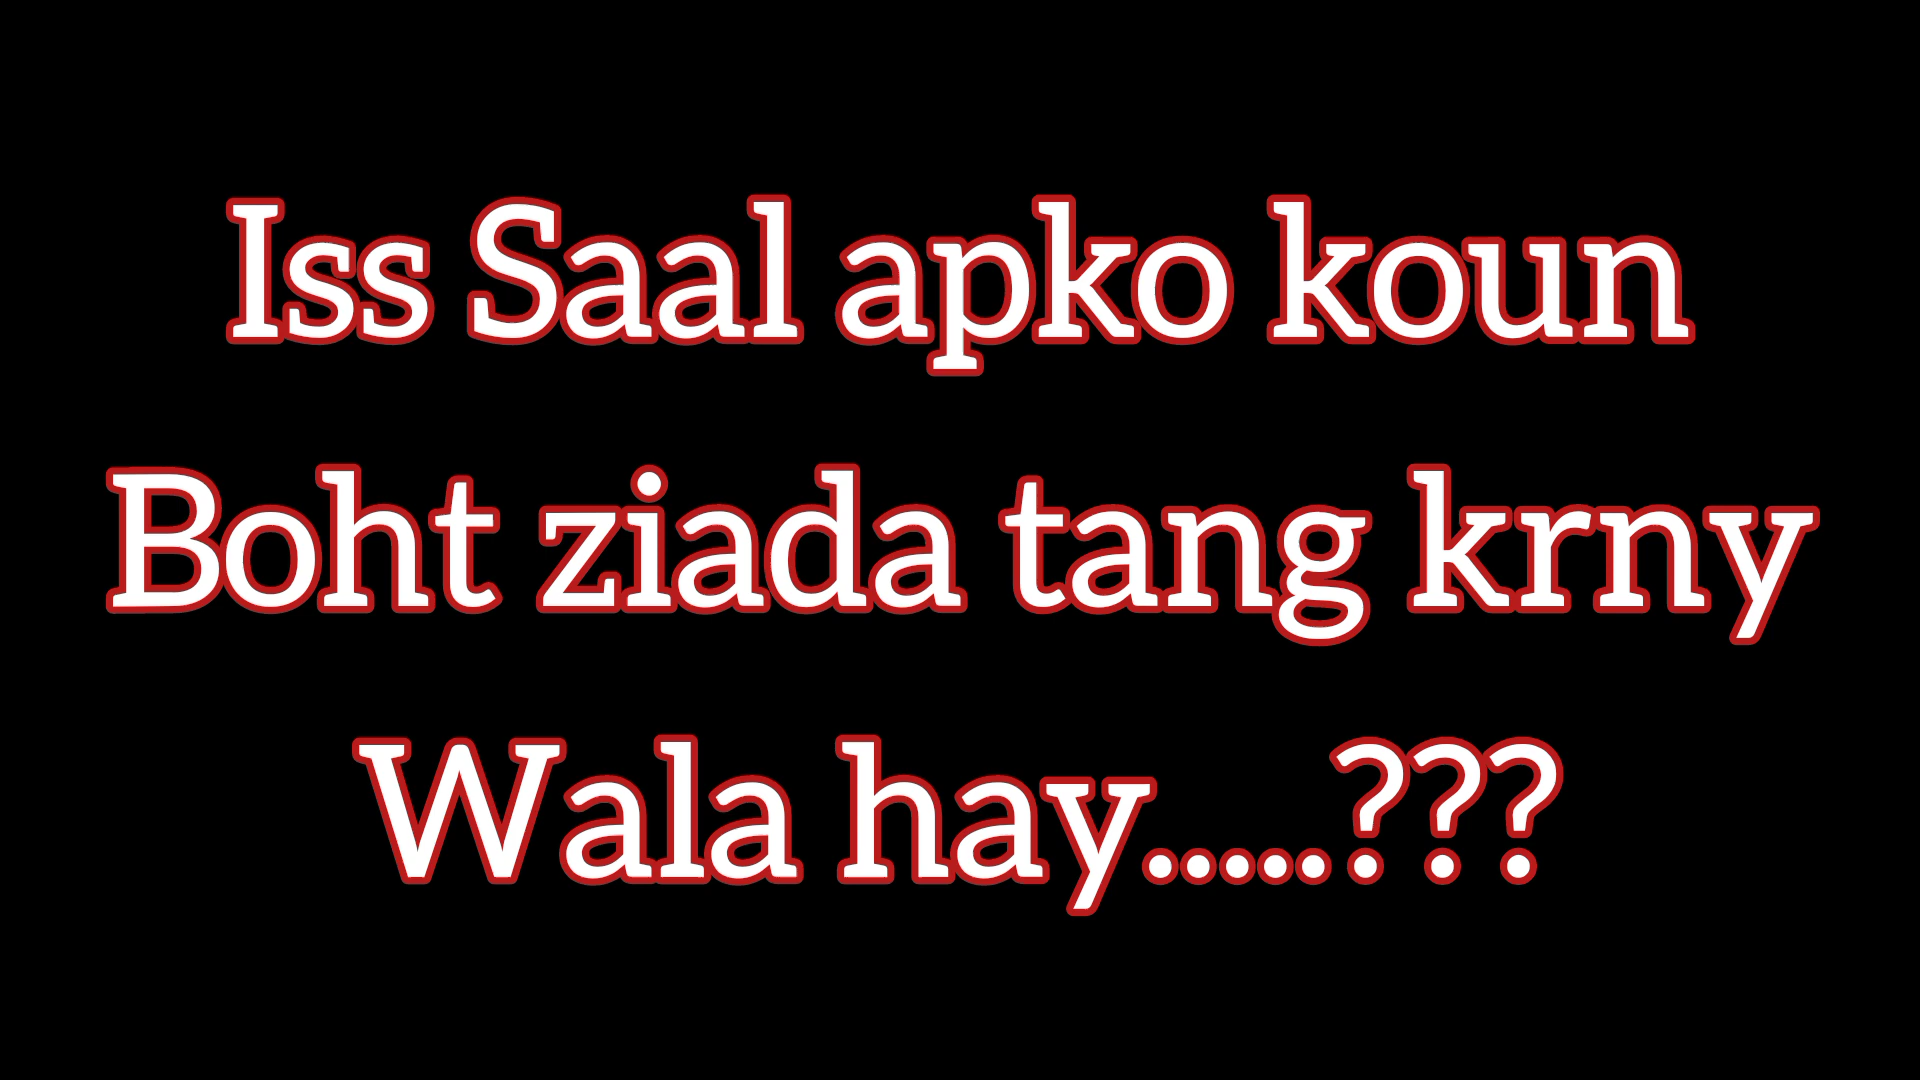 Iss Saal apko koun
Boht ziada tang krny
Wala hay.....???